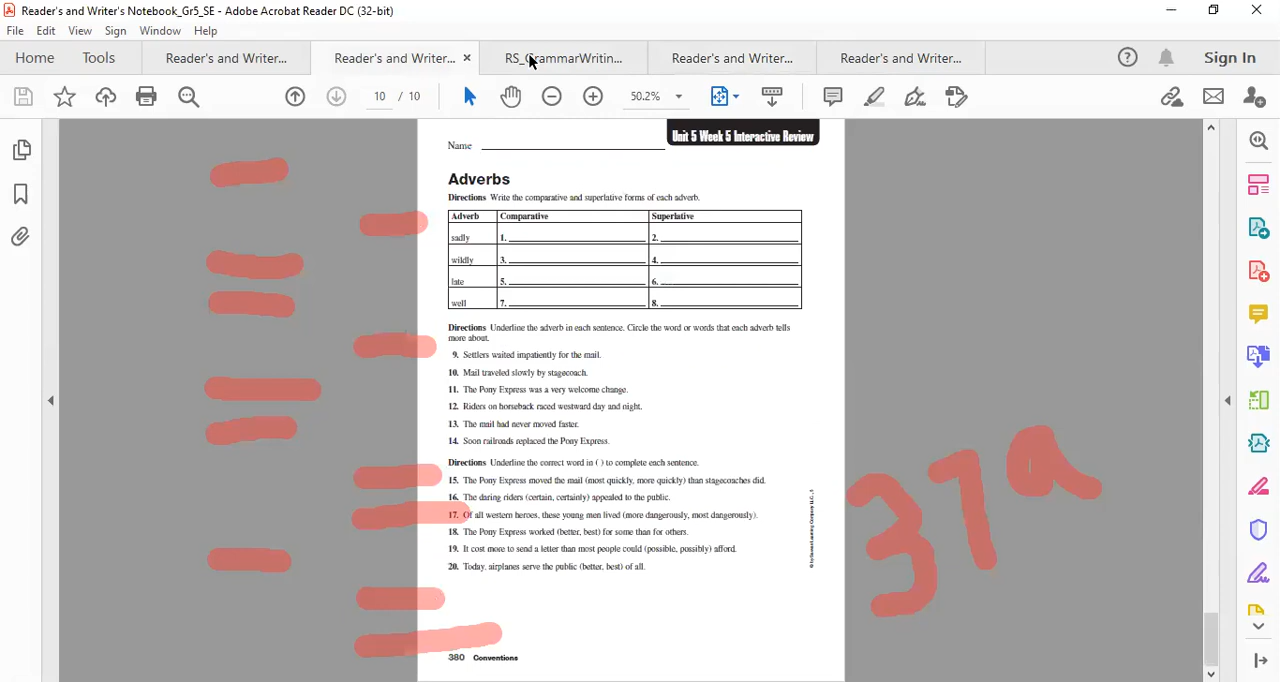 Reader's and Writer's Notebook_Gr5_SE - Adobe Acrobat Reader DC (32-bit)
File Edit View Sign Window Help
Home Tools Reader's and Writer... Reader's and Writer... × RS_GrammarWritin... Reader's and Writer... Reader's and Writer... Sign In
10 / 10 50.2%
Unit 5 Week 5 Interactive Review
Name
Adverbs
Directions Write the comparative and superlative forms of each adverb.
Adverb Comparative Superlative
sadly 1. 2.
wildly 3. 4.
late 5. 6.
well 7. 8.
Directions Underline the adverb in each sentence. Circle the word or words that each adverb tells
more about.
9. Settlers waited impatiently for the mail.
10. Mail traveled slowly by stagecoach.
11. The Pony Express was a very welcome change.
12. Riders on horseback raced westward day and night.
13. The mail had never moved faster.
14. Soon railroads replaced the Pony Express.
Directions Underline the correct word in ( ) to complete each sentence.
15. The Pony Express moved the mail (most quickly, more quickly) than stagecoaches did.
16. The daring riders (certain, certainly) appealed to the public.
17. Of all western heroes, these young men lived (more dangerously, most dangerously).
18. The Pony Express worked (better, best) for some than for others.
19. It cost more to send a letter than most people could (possible, possibly) afford.
20. Today, airplanes serve the public (better, best) of all.
37a
380 Conventions